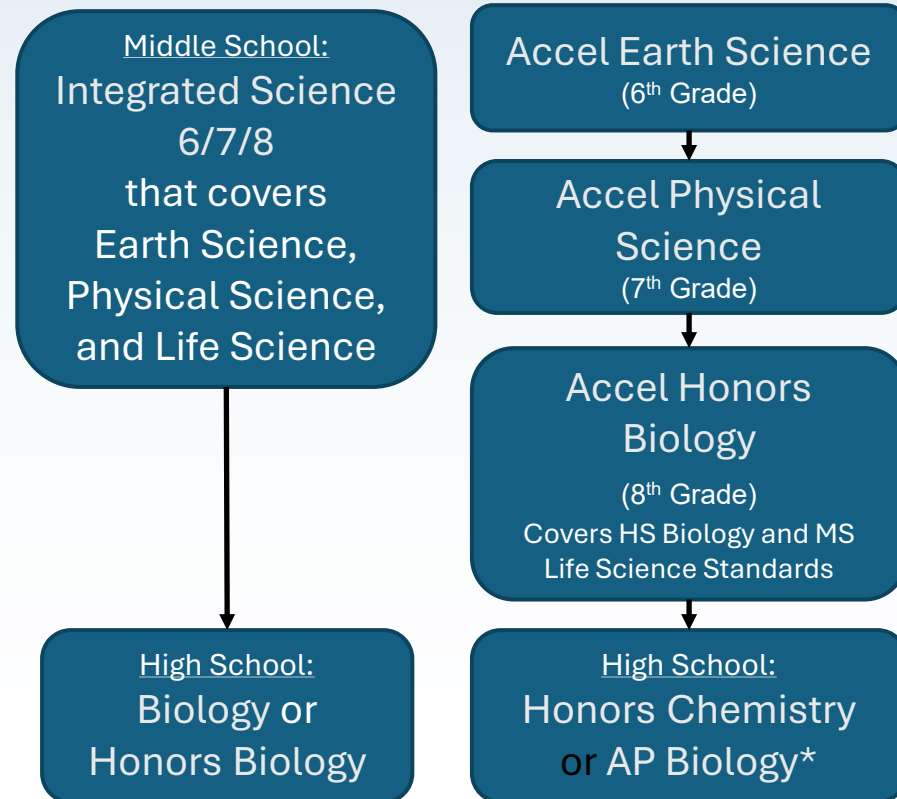 Middle School:
Integrated Science
6/7/8
that covers
Earth Science,
Physical Science,
and Life Science
High School:
Biology or
Honors Biology
Accel Earth Science
(6th Grade)
Accel Physical
Science
(7th Grade)
Accel Honors
Biology
(8th Grade)
Covers HS Biology and MS
Life Science Standards
High School:
Honors Chemistry
or AP Biology*